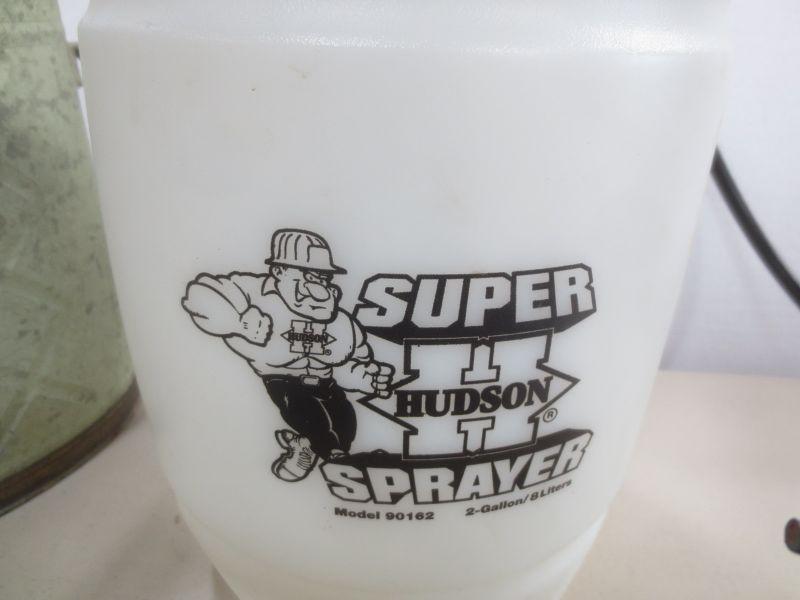 SUPER
HUDSON
HUDSON ®
SPRAYER
Model 90162 2-Gallon/8 Liters